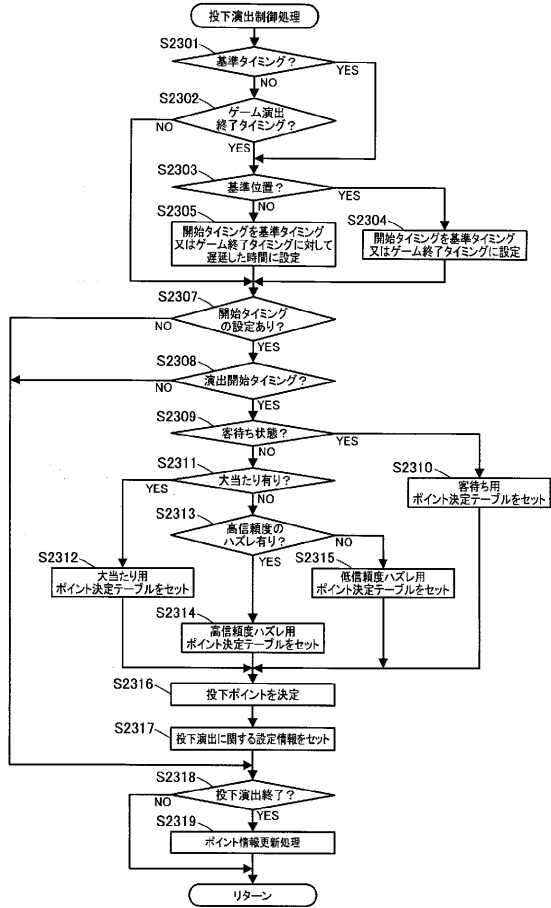 投下演出制御処理
S2301
基準タイミング？
YES
NO
S2302
ゲーム演出
終了タイミング？
NO
YES
S2303
基準位置？
YES
NO
S2305
開始タイミングを基準タイミング
又はゲーム終了タイミングに対して
遅延した時間に設定
S2304
開始タイミングを基準タイミング
又はゲーム終了タイミングに設定
S2307
開始タイミング
の設定あり？
NO
YES
S2308
演出開始タイミング？
NO
YES
S2309
客待ち状態？
YES
NO
S2310
客待ち用
ポイント決定テーブルをセット
S2311
大当たり有り？
YES
NO
S2313
高信頼度の
ハズレ有り？
NO
YES
S2312
大当たり用
ポイント決定テーブルをセット
S2315
低信頼度ハズレ用
ポイント決定テーブルをセット
S2314
高信頼度ハズレ用
ポイント決定テーブルをセット
S2316
投下ポイントを決定
S2317
投下演出に関する設定情報をセット
S2318
投下演出終了？
NO
YES
S2319
ポイント情報更新処理
リターン